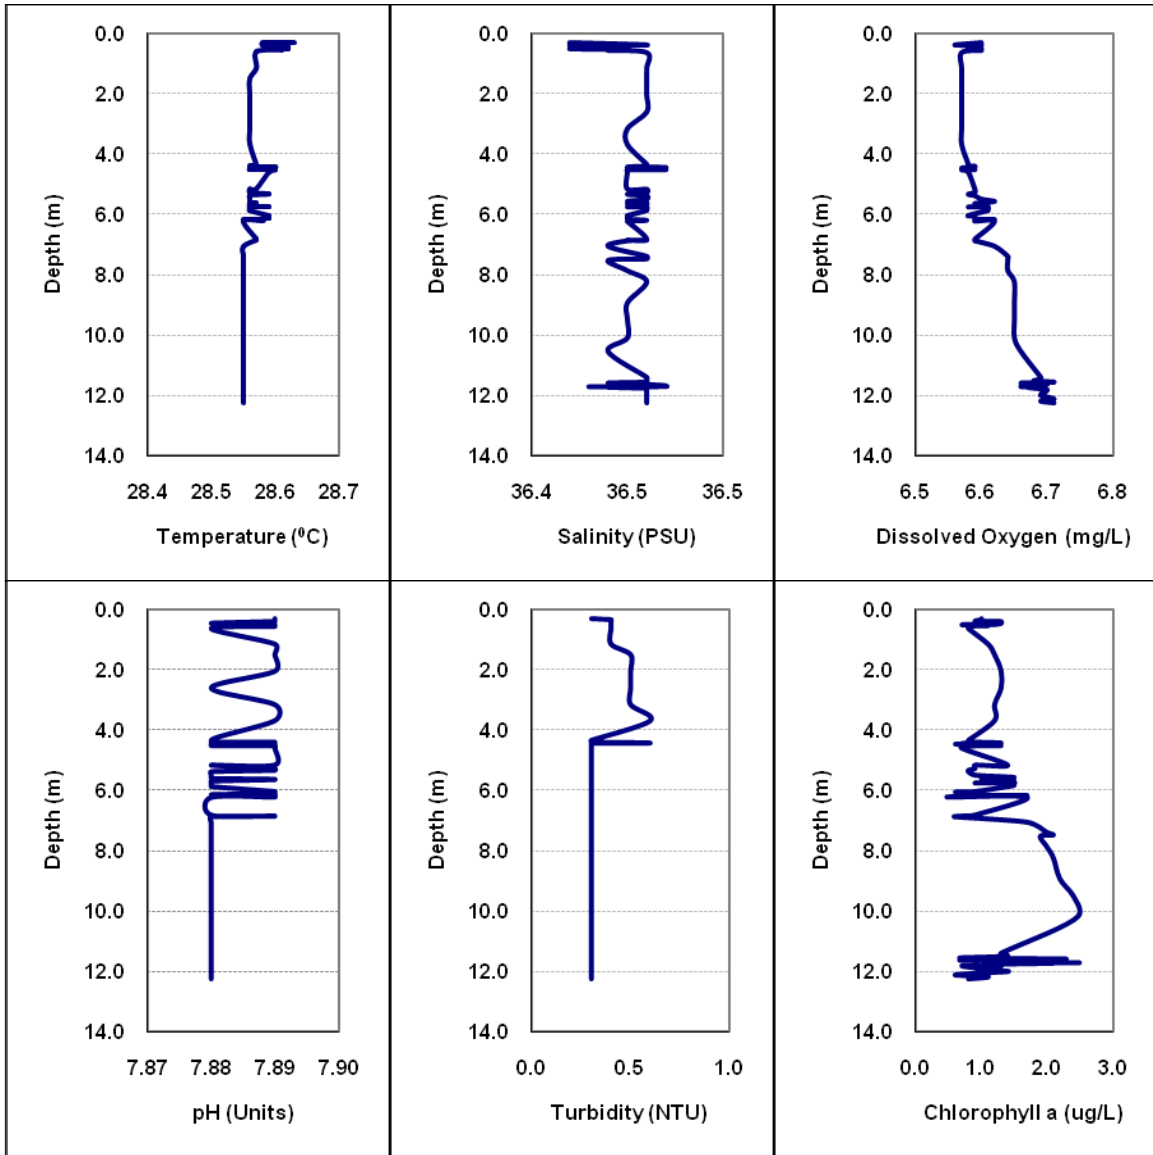 0.0
2.0
4.0
6.0
8.0
10.0
12.0
14.0
Depth (m)
28.4 28.5 28.6 28.7
Temperature (⁰C)
0.0
2.0
4.0
6.0
8.0
10.0
12.0
14.0
Depth (m)
36.4 36.5 36.5
Salinity (PSU)
0.0
2.0
4.0
6.0
8.0
10.0
12.0
14.0
Depth (m)
6.5 6.6 6.7 6.8
Dissolved Oxygen (mg/L)
0.0
2.0
4.0
6.0
8.0
10.0
12.0
14.0
Depth (m)
7.87 7.88 7.89 7.90
pH (Units)
0.0
2.0
4.0
6.0
8.0
10.0
12.0
14.0
Depth (m)
0.0 0.5 1.0
Turbidity (NTU)
0.0
2.0
4.0
6.0
8.0
10.0
12.0
14.0
Depth (m)
0.0 1.0 2.0 3.0
Chlorophyll a (ug/L)